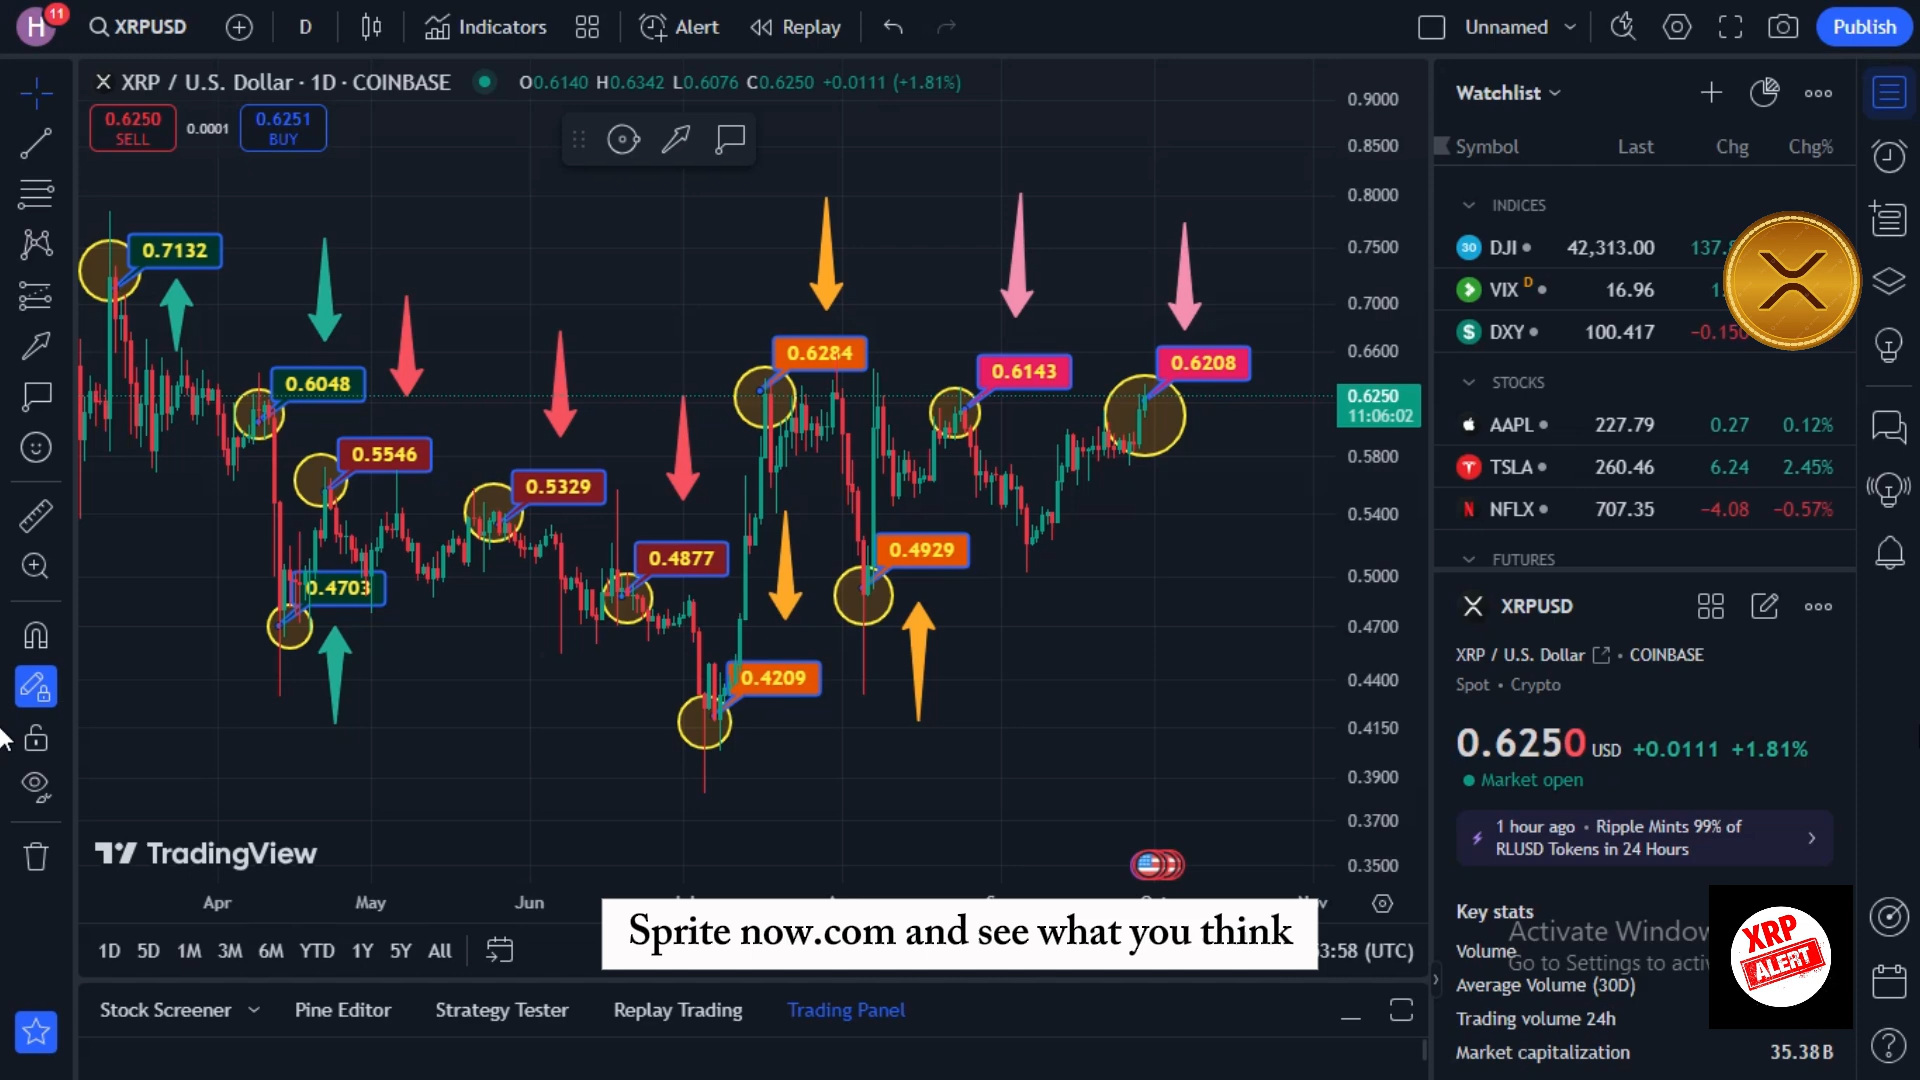 H
11
XRPUSD
D
Indicators
Alert
Replay
Unnamed
Publish
XRP / U.S. Dollar · 1D · COINBASE
O0.6140 H0.6342 L0.6076 C0.6250 +0.0111 (+1.81%)
0.6250
SELL
0.0001
0.6251
BUY
0.7132
0.6048
0.5546
0.4703
0.5329
0.4877
0.4209
0.6284
0.4929
0.6143
0.6208
0.9000
0.8500
0.8000
0.7500
0.7000
0.6600
0.6250
11:06:02
0.5800
0.5400
0.5000
0.4700
0.4400
0.4150
0.3900
0.3700
0.3500
TradingView
Apr
May
Jun
Sprite now.com and see what you think
1D
5D
1M
3M
6M
YTD
1Y
5Y
All
3:58 (UTC)
Stock Screener
Pine Editor
Strategy Tester
Replay Trading
Trading Panel
Watchlist
Symbol
Last
Chg
Chg%
INDICES
30 DJI 42,313.00 137.
VIX D 16.96 1.
DXY 100.417 −0.150
STOCKS
AAPL 227.79 0.27 0.12%
TSLA 260.46 6.24 2.45%
NFLX 707.35 −4.08 −0.57%
FUTURES
XRPUSD
XRP / U.S. Dollar • COINBASE
Spot • Crypto
0.6250 USD +0.0111 +1.81%
Market open
1 hour ago • Ripple Mints 99% of
RLUSD Tokens in 24 Hours
Key stats
Activate Window
Volume
Go to Settings to acti
Average Volume (30D)
Trading volume 24h
Market capitalization 35.38B
XRP
ALERT